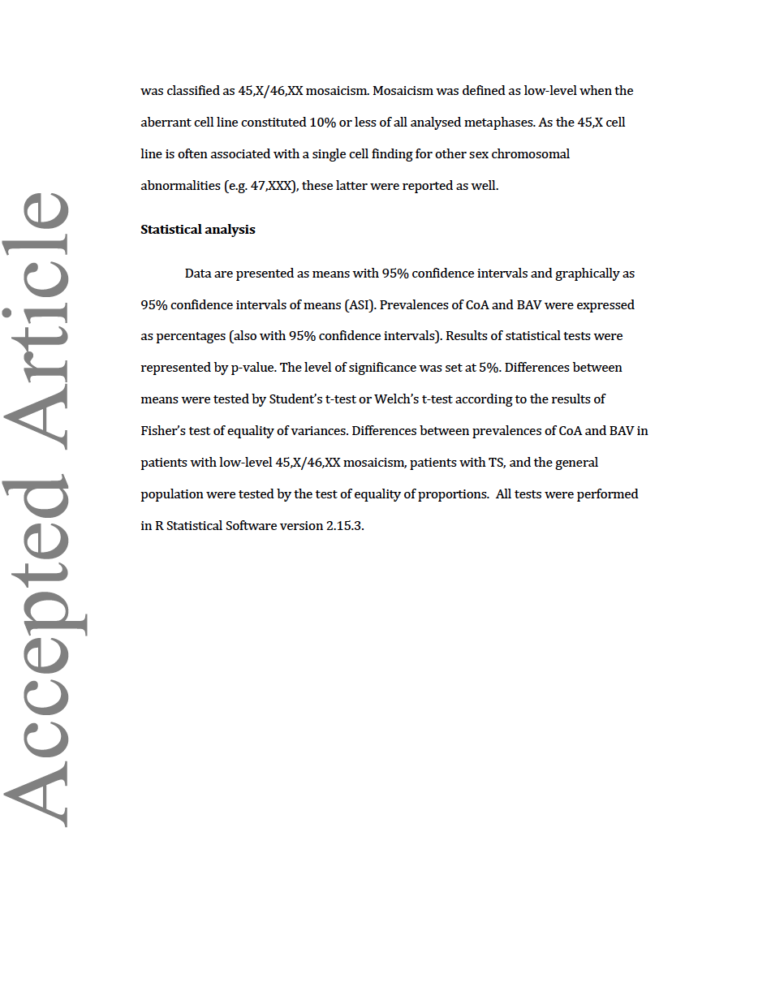 was classified as 45,X/46,XX mosaicism. Mosaicism was defined as low-level when the
aberrant cell line constituted 10% or less of all analysed metaphases. As the 45,X cell
line is often associated with a single cell finding for other sex chromosomal
abnormalities (e.g. 47,XXX), these latter were reported as well.
Statistical analysis
Data are presented as means with 95% confidence intervals and graphically as
95% confidence intervals of means (ASI). Prevalences of CoA and BAV were expressed
as percentages (also with 95% confidence intervals). Results of statistical tests were
represented by p-value. The level of significance was set at 5%. Differences between
means were tested by Student’s t-test or Welch’s t-test according to the results of
Fisher’s test of equality of variances. Differences between prevalences of CoA and BAV in
patients with low-level 45,X/46,XX mosaicism, patients with TS, and the general
population were tested by the test of equality of proportions.  All tests were performed
in R Statistical Software version 2.15.3.
Accepted Article